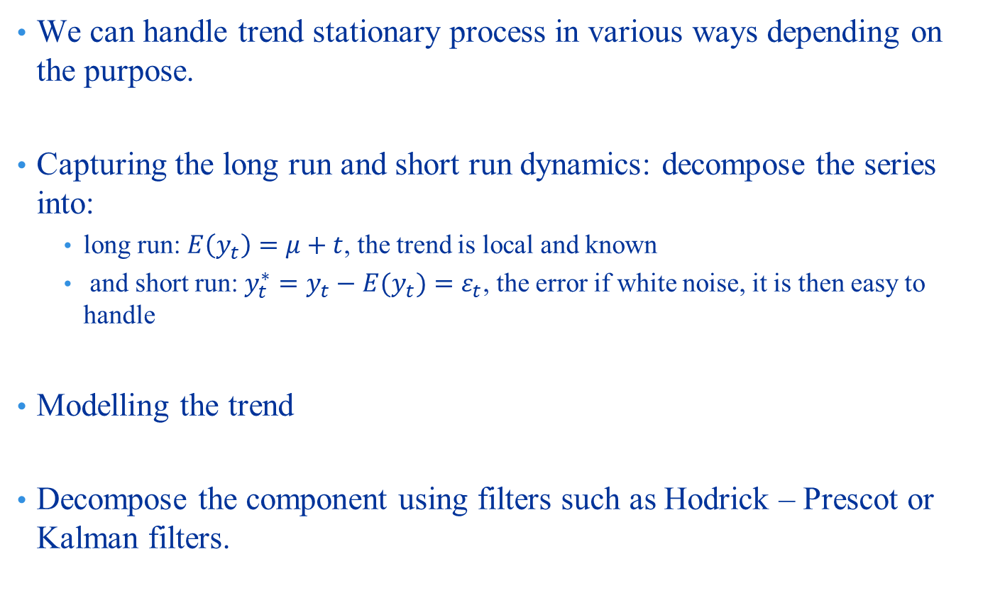 • We can handle trend stationary process in various ways depending on
the purpose.
• Capturing the long run and short run dynamics: decompose the series
into:
• long run: $E(y_t) = \mu + t$, the trend is local and known
• and short run: $y_t^* = y_t - E(y_t) = \varepsilon_t$, the error if white noise, it is then easy to
handle
• Modelling the trend
• Decompose the component using filters such as Hodrick – Prescot or
Kalman filters.